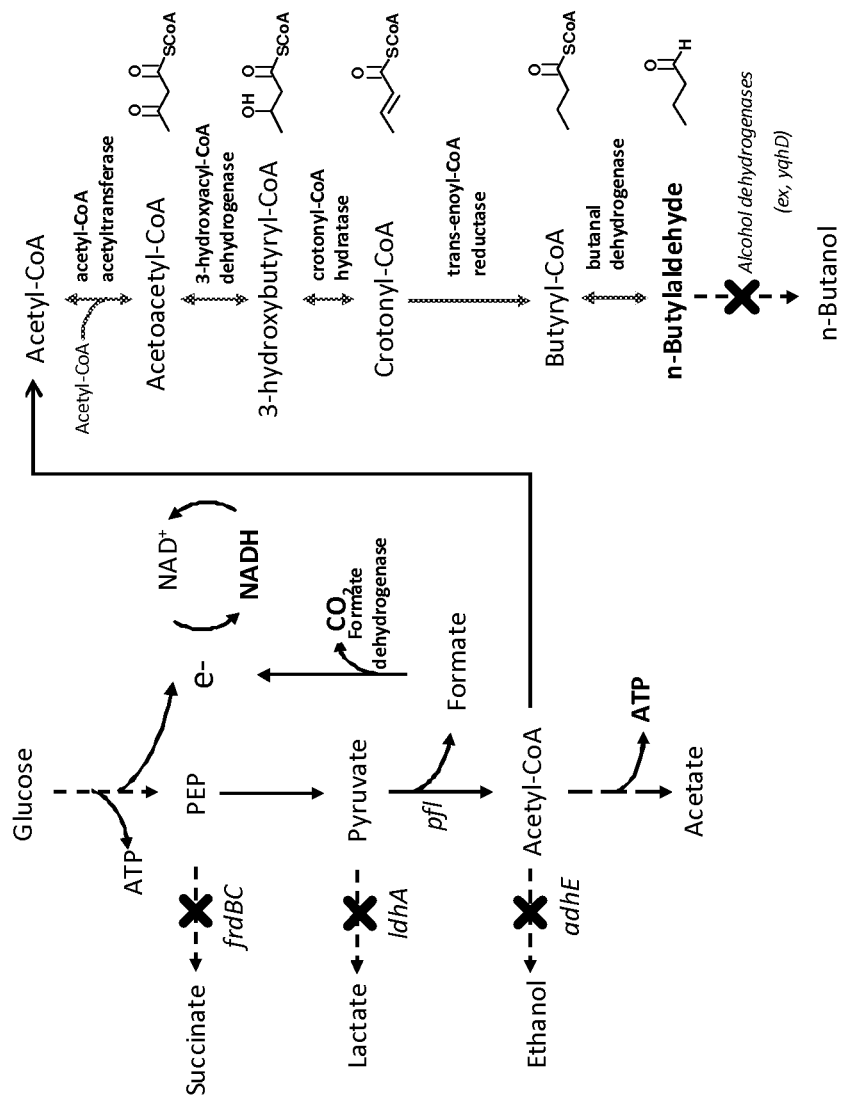 Glucose
ATP
PEP
e-
NAD+
NADH
Succinate
frdBC
Pyruvate
Lactate
ldhA
pfl
Formate
CO2
Formate
dehydrogenase
Acetyl-CoA
Ethanol
adhE
ATP
Acetate
Acetyl-CoA
Acetyl-CoA
acetyl-CoA
acetyltransferase
Acetoacetyl-CoA
O
O
SCoA
3-hydroxyacyl-CoA
dehydrogenase
3-hydroxybutyryl-CoA
OH
O
SCoA
crotonyl-CoA
hydratase
Crotonyl-CoA
O
SCoA
trans-enoyl-CoA
reductase
Butyryl-CoA
O
SCoA
butanal
dehydrogenase
n-Butylaldehyde
O
H
Alcohol dehydrogenases
(ex, yqhD)
n-Butanol